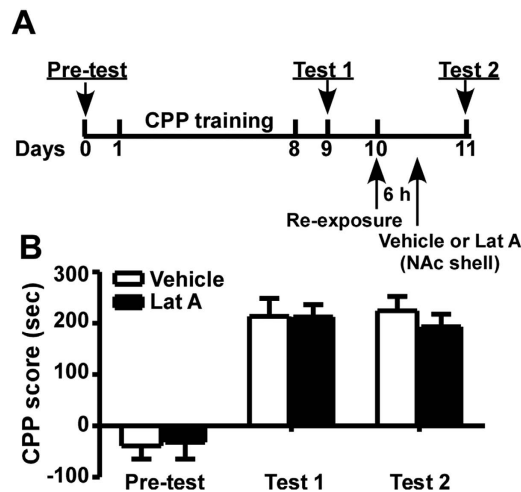 A
Pre-test Test 1 Test 2
CPP training
Days 0 1 8 9 10 11
6 h
Re-exposure
Vehicle or Lat A
(NAc shell)
B
Vehicle
Lat A
CPP score (sec)
300
200
100
0
-100
Pre-test Test 1 Test 2